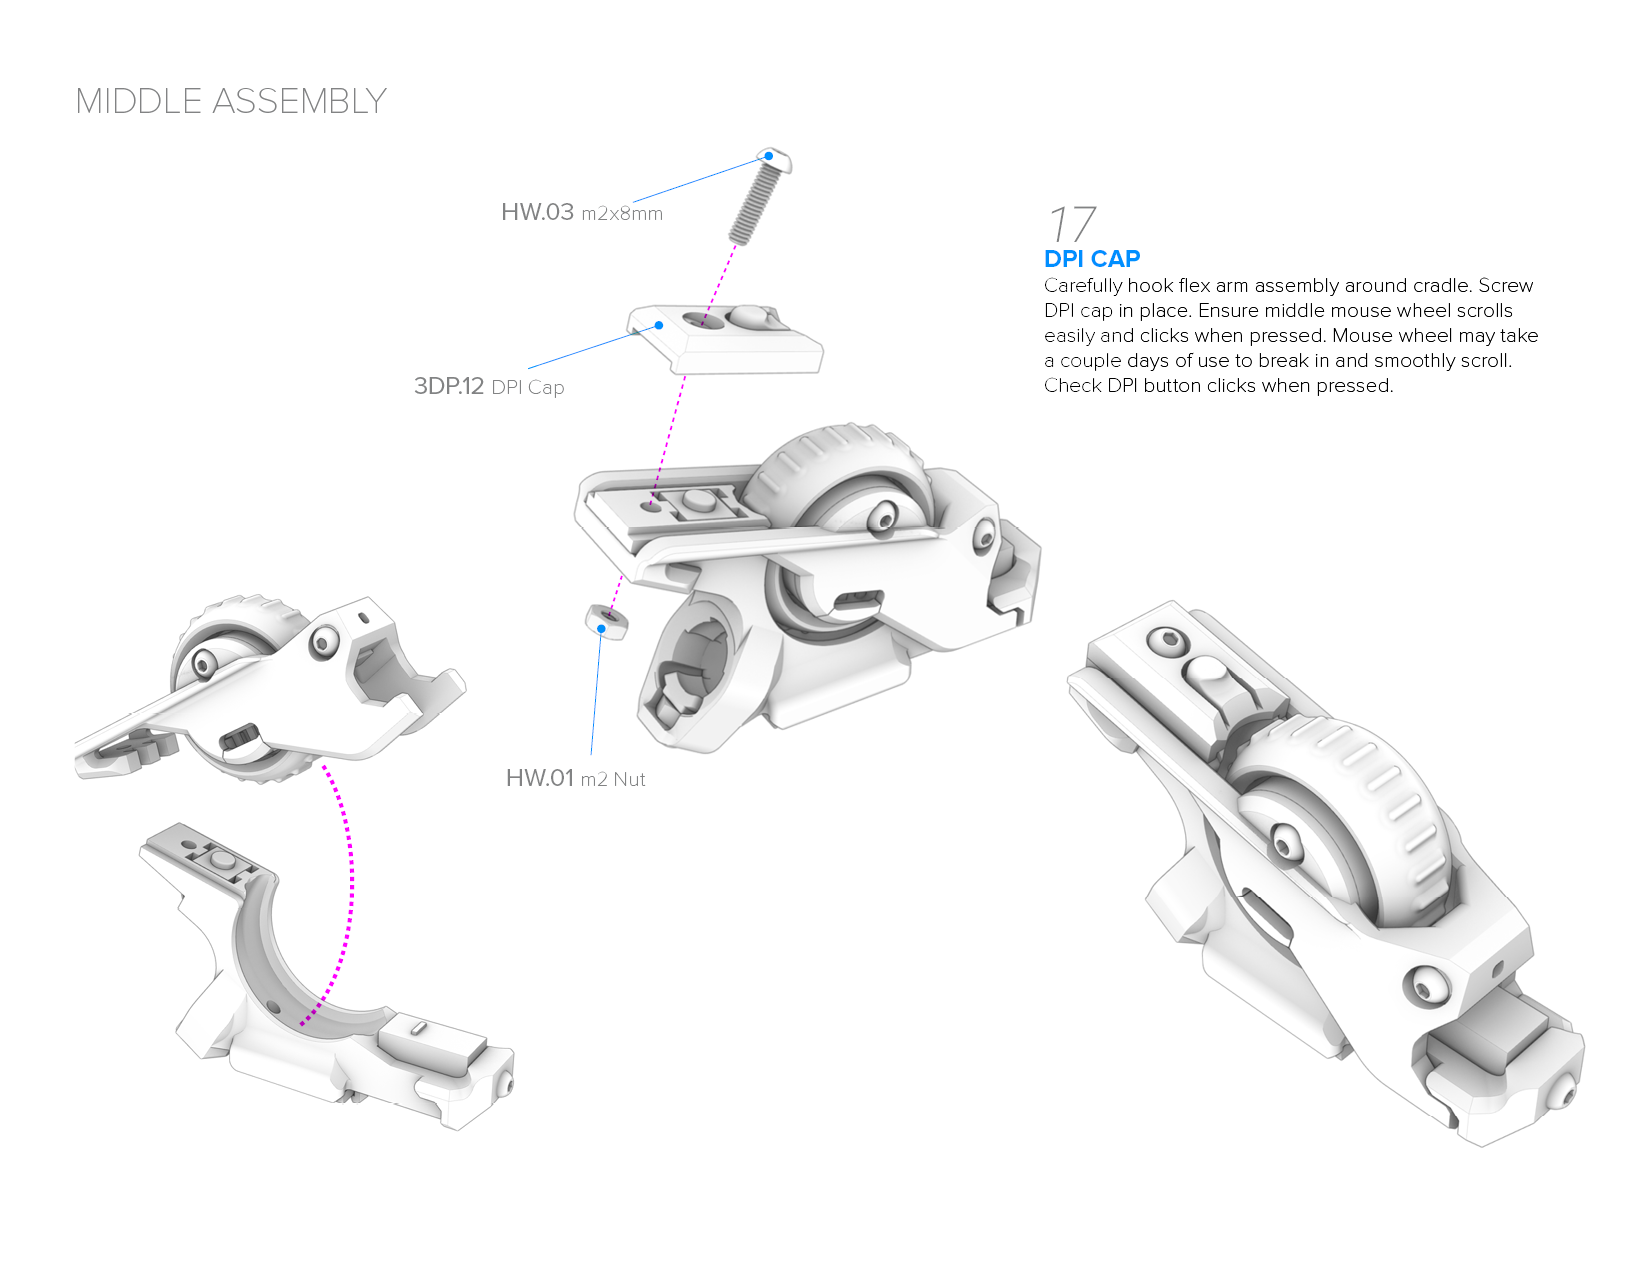 MIDDLE ASSEMBLY
HW.03 m2x8mm
17
DPI CAP
Carefully hook flex arm assembly around cradle. Screw
DPI cap in place. Ensure middle mouse wheel scrolls
easily and clicks when pressed. Mouse wheel may take
a couple days of use to break in and smoothly scroll.
Check DPI button clicks when pressed.
3DP.12 DPI Cap
HW.01 m2 Nut